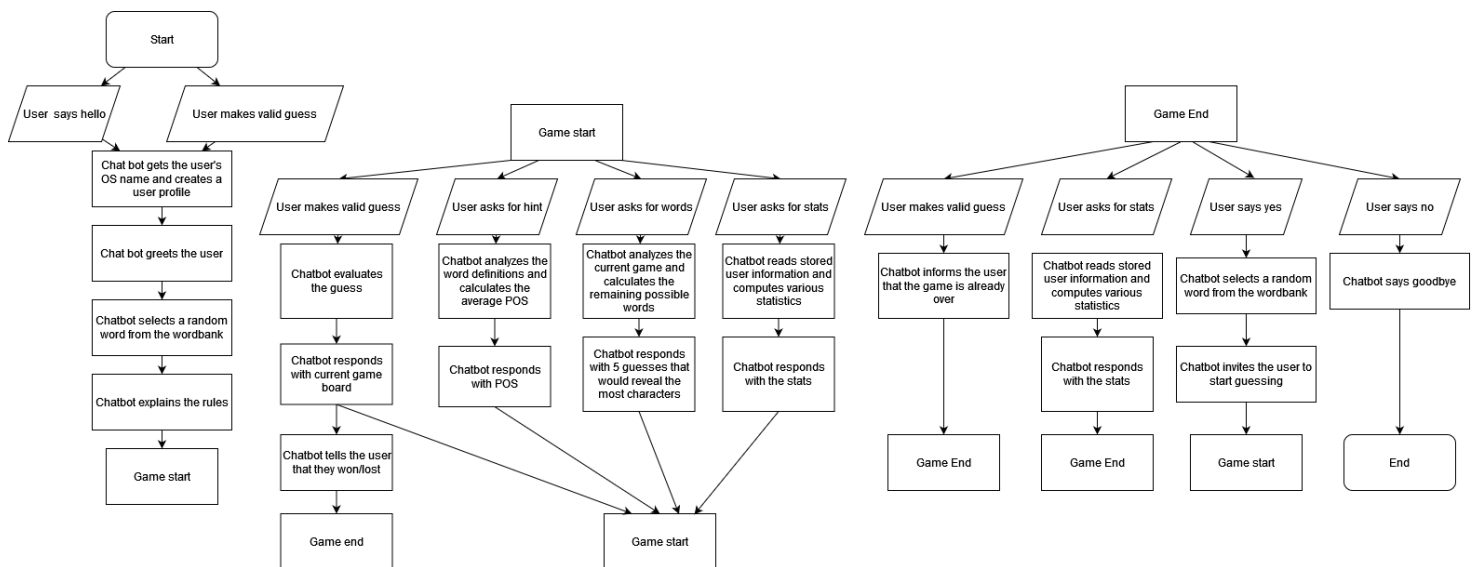 Start
User says hello
User makes valid guess
Chat bot gets the user's
OS name and creates a
user profile
Chat bot greets the user
Chatbot selects a random
word from the wordbank
Chatbot explains the rules
Game start
Game start
User makes valid guess
User asks for hint
User asks for words
User asks for stats
Chatbot evaluates
the guess
Chatbot analyzes the
word definitions and
calculates the
average POS
Chatbot analyzes the
current game and
calculates the
remaining possible
words
Chatbot reads stored
user information and
computes various
statistics
Chatbot responds
with current game
board
Chatbot responds
with POS
Chatbot responds
with 5 guesses that
would reveal the
most characters
Chatbot responds
with the stats
Chatbot tells the user
that they won/lost
Game end
Game start
Game End
User makes valid guess
User asks for stats
User says yes
User says no
Chatbot informs the user
that the game is already
over
Chatbot reads stored
user information and
computes various
statistics
Chatbot selects a random
word from the wordbank
Chatbot says goodbye
Chatbot responds
with the stats
Chatbot invites the user to
start guessing
Game End
Game End
Game start
End